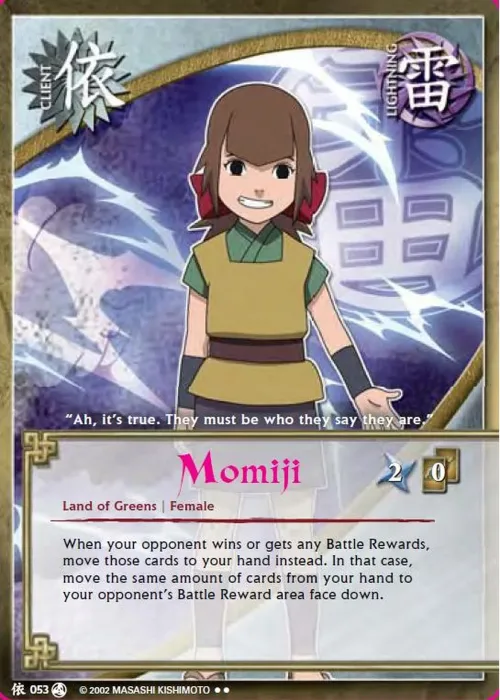 CLIENT
依
LIGHTNING
雷
“Ah, it’s true. They must be who they say they are.”
Momiji
2 0
Land of Greens | Female
When your opponent wins or gets any Battle Rewards,
move those cards to your hand instead. In that case,
move the same amount of cards from your hand to
your opponent’s Battle Reward area face down.
依 053 © 2002 MASASHI KISHIMOTO ●●